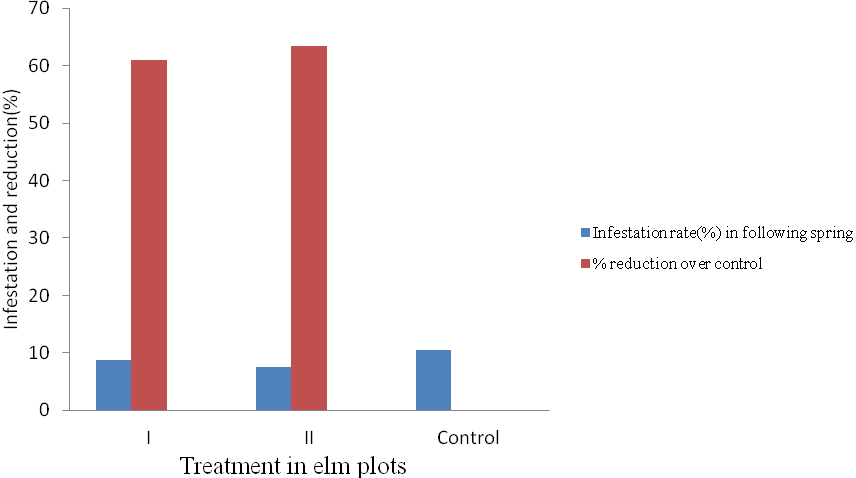 70
60
50
40
30
20
10
0
Infestation and reduction(%)
I II Control
Treatment in elm plots
Infestation rate(%) in following spring
% reduction over control